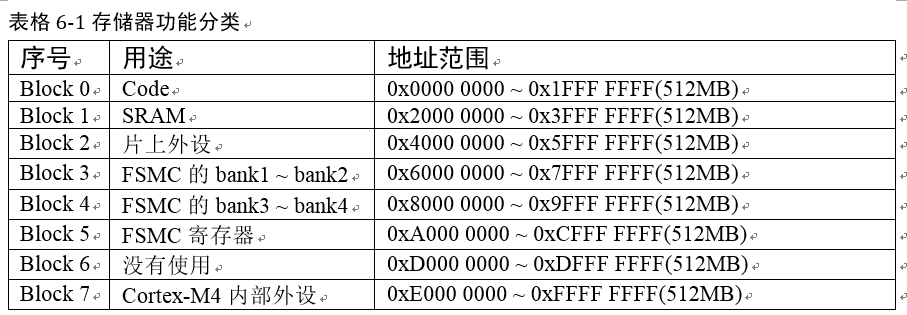 表格 6-1 存储器功能分类
序号 用途 地址范围
Block 0 Code 0x0000 0000 ~ 0x1FFF FFFF(512MB)
Block 1 SRAM 0x2000 0000 ~ 0x3FFF FFFF(512MB)
Block 2 片上外设 0x4000 0000 ~ 0x5FFF FFFF(512MB)
Block 3 FSMC 的 bank1 ~ bank2 0x6000 0000 ~ 0x7FFF FFFF(512MB)
Block 4 FSMC 的 bank3 ~ bank4 0x8000 0000 ~ 0x9FFF FFFF(512MB)
Block 5 FSMC 寄存器 0xA000 0000 ~ 0xCFFF FFFF(512MB)
Block 6 没有使用 0xD000 0000 ~ 0xDFFF FFFF(512MB)
Block 7 Cortex-M4 内部外设 0xE000 0000 ~ 0xFFFF FFFF(512MB)